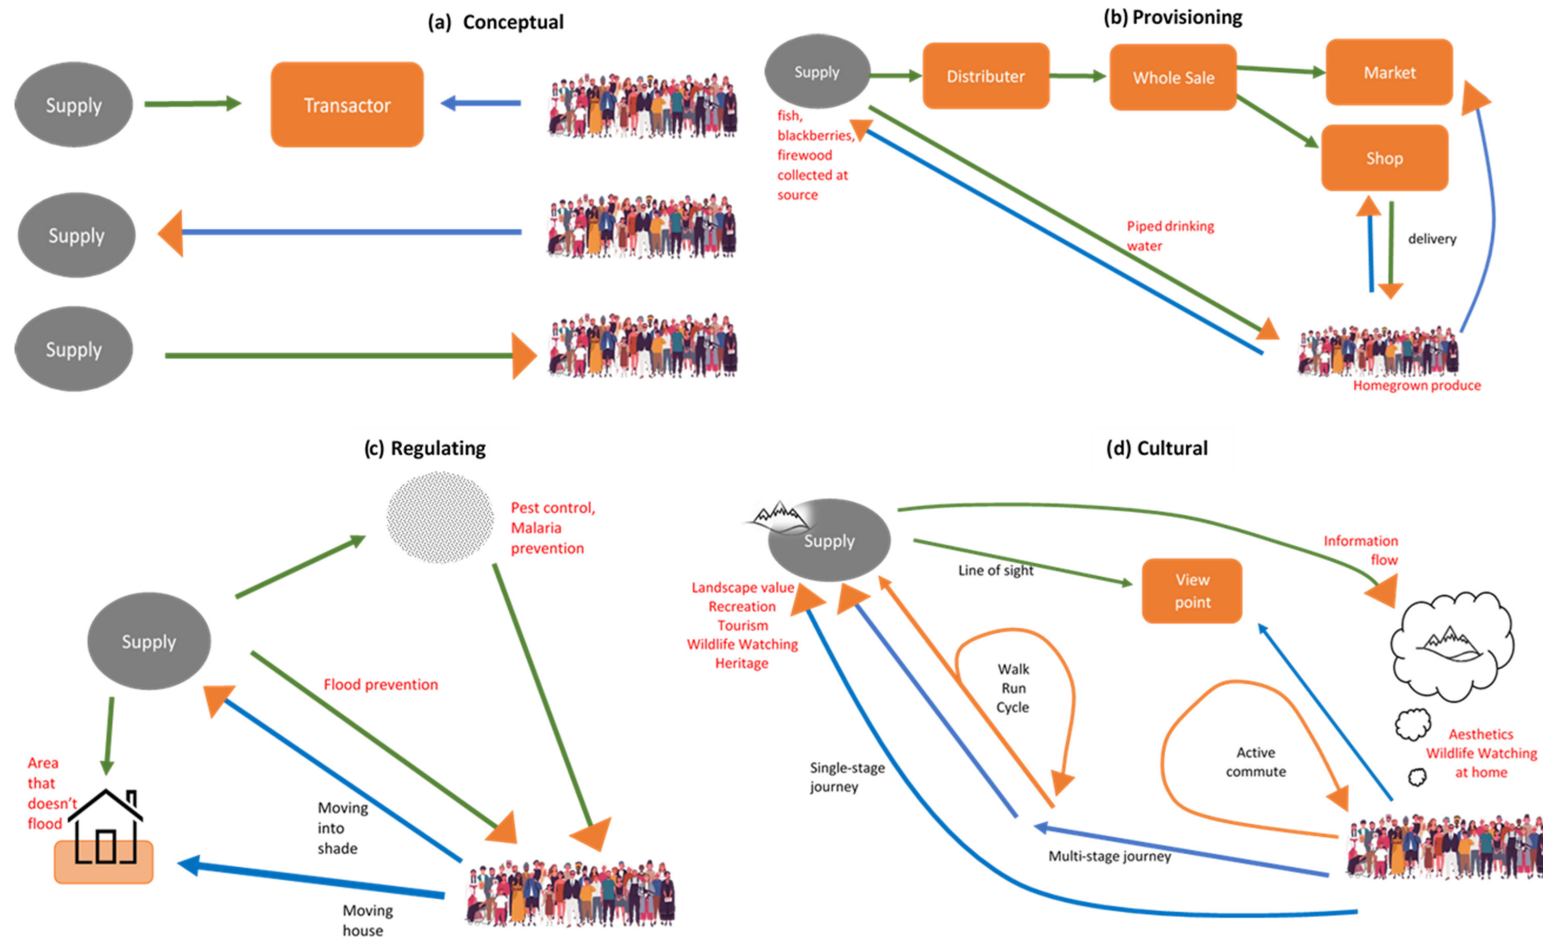 (a) Conceptual
Supply
Transactor
Supply
Supply
(b) Provisioning
Supply
Distributer
Whole Sale
Market
Shop
fish,
blackberries,
firewood
collected at
source
Piped drinking
water
delivery
Homegrown produce
(c) Regulating
Pest control,
Malaria
prevention
Supply
Flood prevention
Area
that
doesn't
flood
Moving
into
shade
Moving
house
(d) Cultural
Supply
Landscape value
Recreation
Tourism
Wildlife Watching
Heritage
Line of sight
View
point
Information
flow
Walk
Run
Cycle
Single-stage
journey
Active
commute
Aesthetics
Wildlife Watching
at home
Multi-stage journey